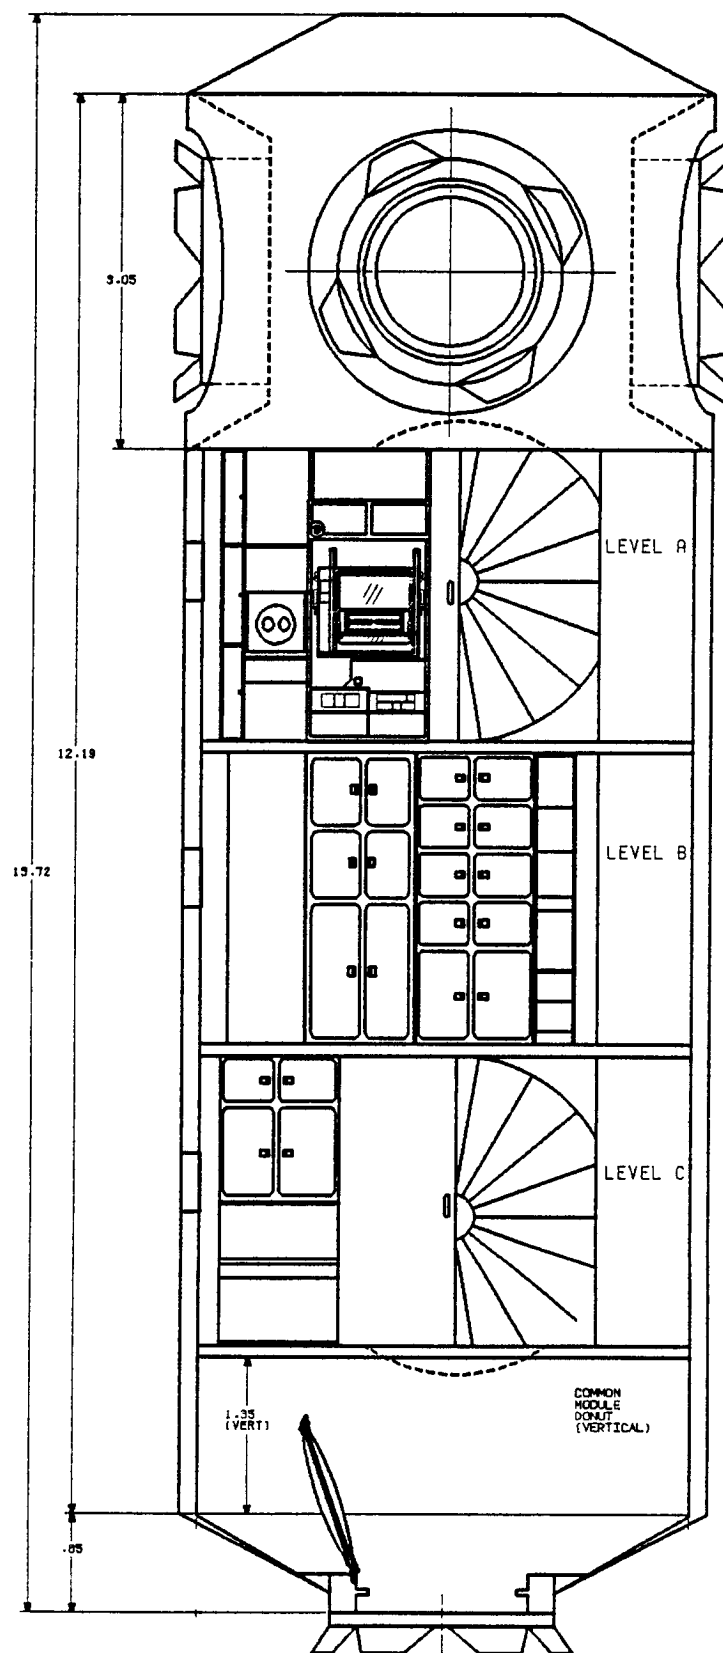 3.05
LEVEL A
12.19
LEVEL B
13.72
LEVEL C
1.35
(VERT)
COMMON
MODULE
DONUT
(VERTICAL)
.85